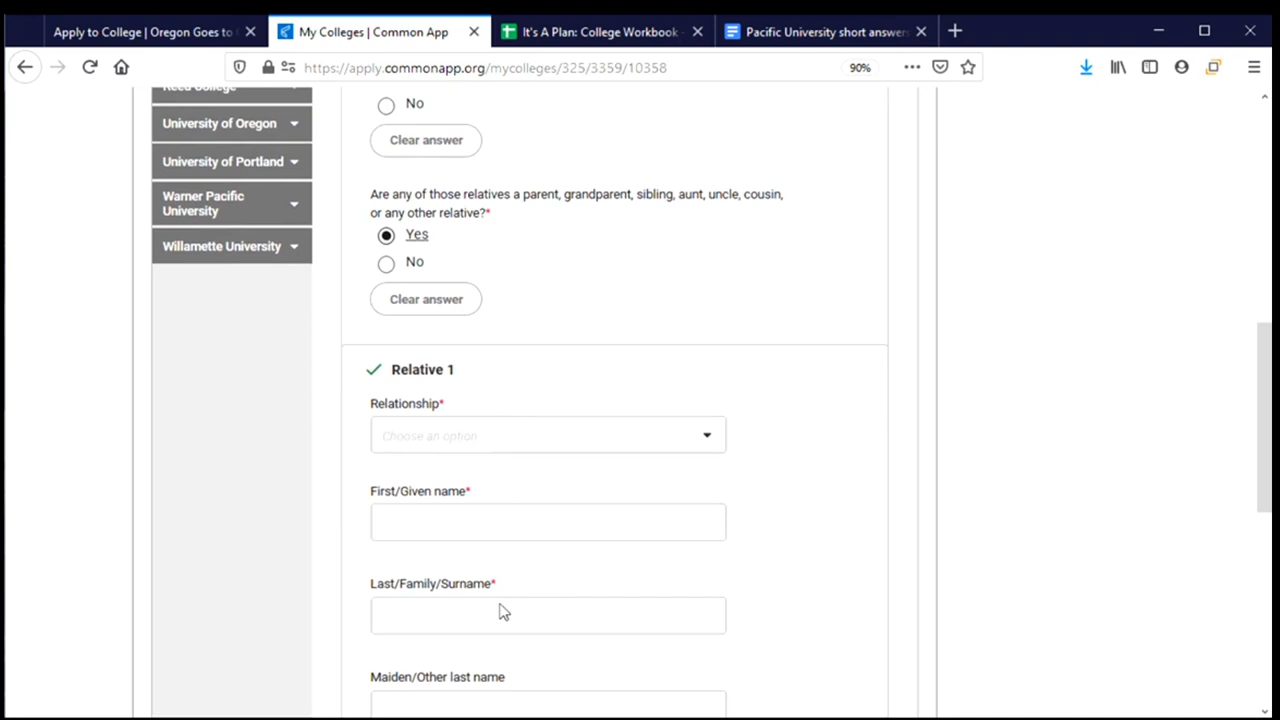 Apply to College | Oregon Goes to
My Colleges | Common App
It's A Plan: College Workbook -
Pacific University short answers
https://apply.commonapp.org/mycolleges/325/3359/10358
90%
Reed College
University of Oregon
University of Portland
Warner Pacific
University
Willamette University
No
Clear answer
Are any of those relatives a parent, grandparent, sibling, aunt, uncle, cousin,
or any other relative?*
Yes
No
Clear answer
Relative 1
Relationship*
Choose an option
First/Given name*
Last/Family/Surname*
Maiden/Other last name